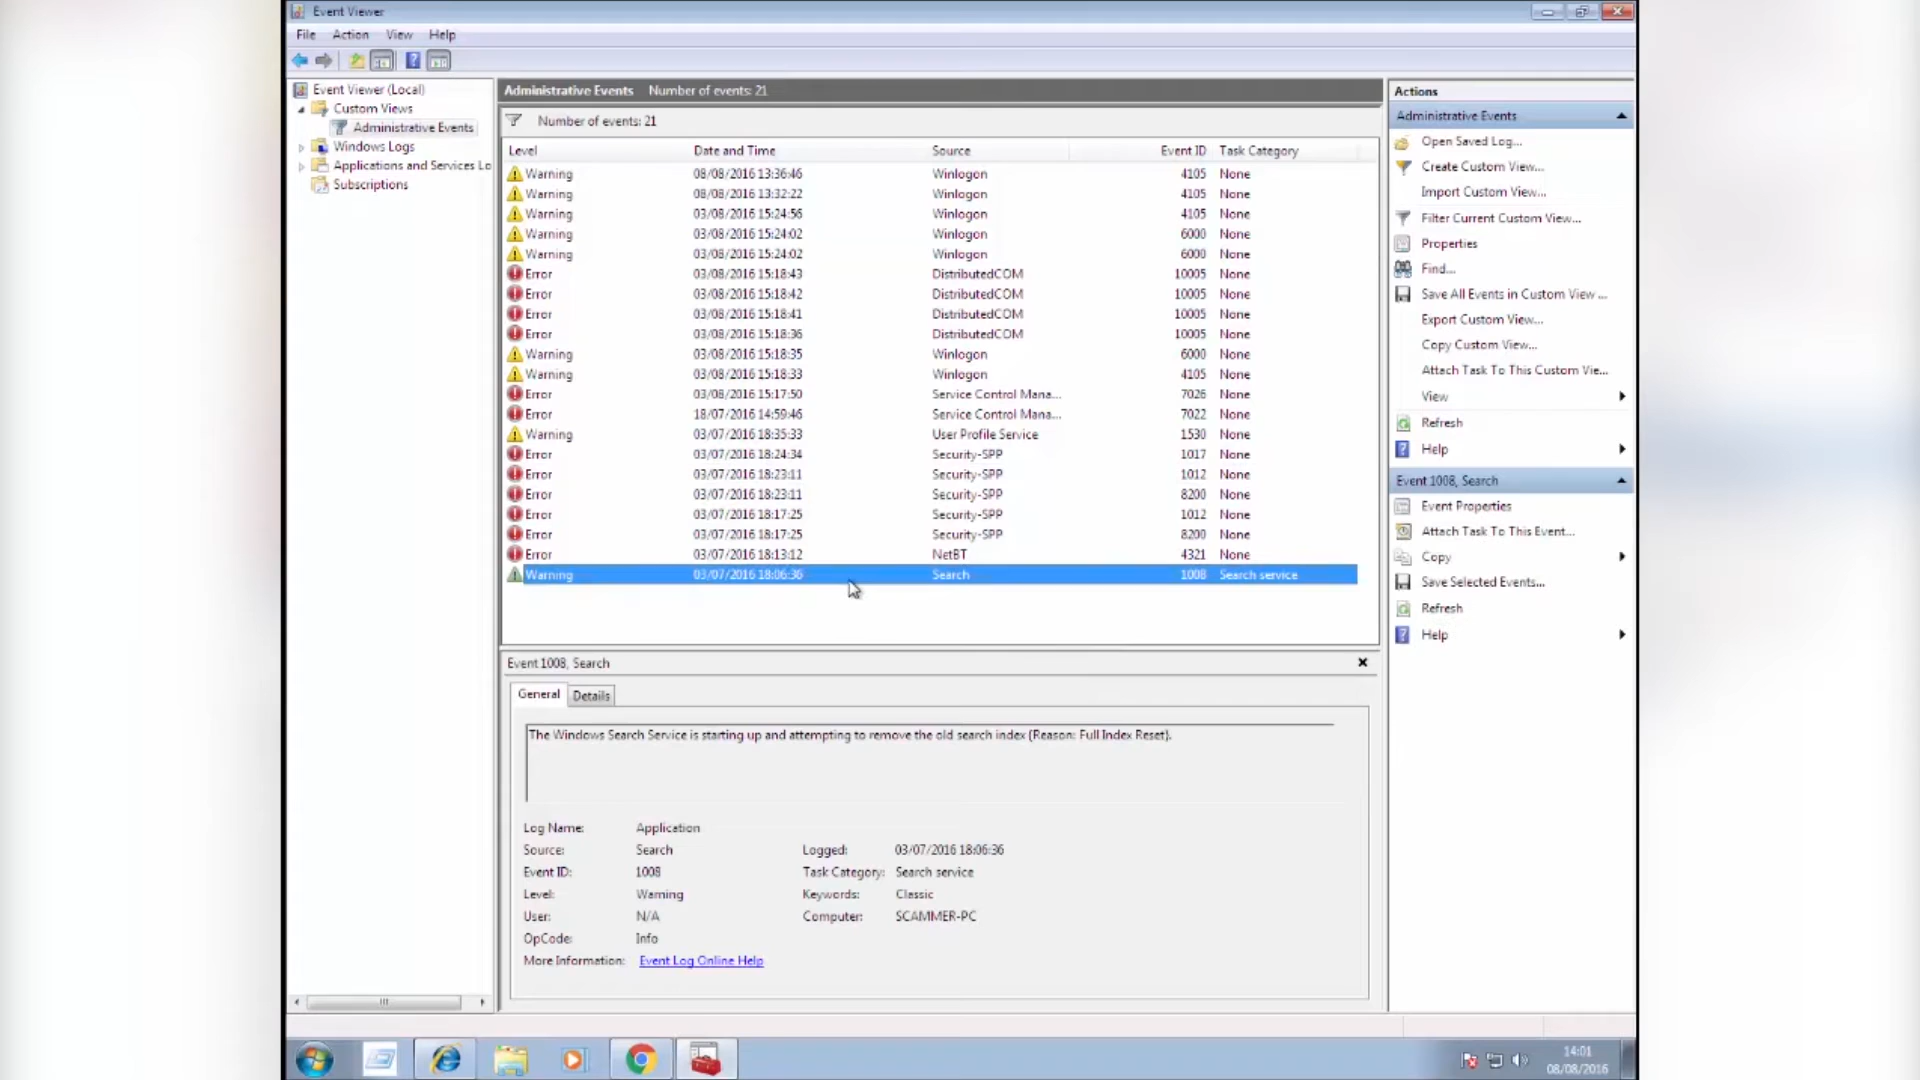 Event Viewer
File Action View Help
Event Viewer (Local)
Custom Views
Administrative Events
Windows Logs
Applications and Services Lo
Subscriptions
Administrative Events Number of events: 21
Number of events: 21
Level Date and Time Source Event ID Task Category
Warning 08/08/2016 13:36:46 Winlogon 4105 None
Warning 08/08/2016 13:32:22 Winlogon 4105 None
Warning 03/08/2016 15:24:56 Winlogon 4105 None
Warning 03/08/2016 15:24:02 Winlogon 6000 None
Warning 03/08/2016 15:24:02 Winlogon 6000 None
Error 03/08/2016 15:18:43 DistributedCOM 10005 None
Error 03/08/2016 15:18:42 DistributedCOM 10005 None
Error 03/08/2016 15:18:41 DistributedCOM 10005 None
Error 03/08/2016 15:18:36 DistributedCOM 10005 None
Warning 03/08/2016 15:18:35 Winlogon 6000 None
Warning 03/08/2016 15:18:33 Winlogon 4105 None
Error 03/08/2016 15:17:50 Service Control Mana... 7026 None
Error 18/07/2016 14:59:46 Service Control Mana... 7022 None
Warning 03/07/2016 18:35:33 User Profile Service 1530 None
Error 03/07/2016 18:24:34 Security-SPP 1017 None
Error 03/07/2016 18:23:11 Security-SPP 1012 None
Error 03/07/2016 18:23:11 Security-SPP 8200 None
Error 03/07/2016 18:17:25 Security-SPP 1012 None
Error 03/07/2016 18:17:25 Security-SPP 8200 None
Error 03/07/2016 18:13:12 NetBT 4321 None
Warning 03/07/2016 18:06:36 Search 1008 Search service
Event 1008, Search
General Details
The Windows Search Service is starting up and attempting to remove the old search index {Reason: Full Index Reset}.
Log Name: Application
Source: Search Logged: 03/07/2016 18:06:36
Event ID: 1008 Task Category: Search service
Level: Warning Keywords: Classic
User: N/A Computer: SCAMMER-PC
OpCode: Info
More Information: Event Log Online Help
Actions
Administrative Events
Open Saved Log...
Create Custom View...
Import Custom View...
Filter Current Custom View...
Properties
Find...
Save All Events in Custom View ...
Export Custom View...
Copy Custom View...
Attach Task To This Custom Vie...
View
Refresh
Help
Event 1008, Search
Event Properties
Attach Task To This Event...
Copy
Save Selected Events...
Refresh
Help
14:01
08/08/2016